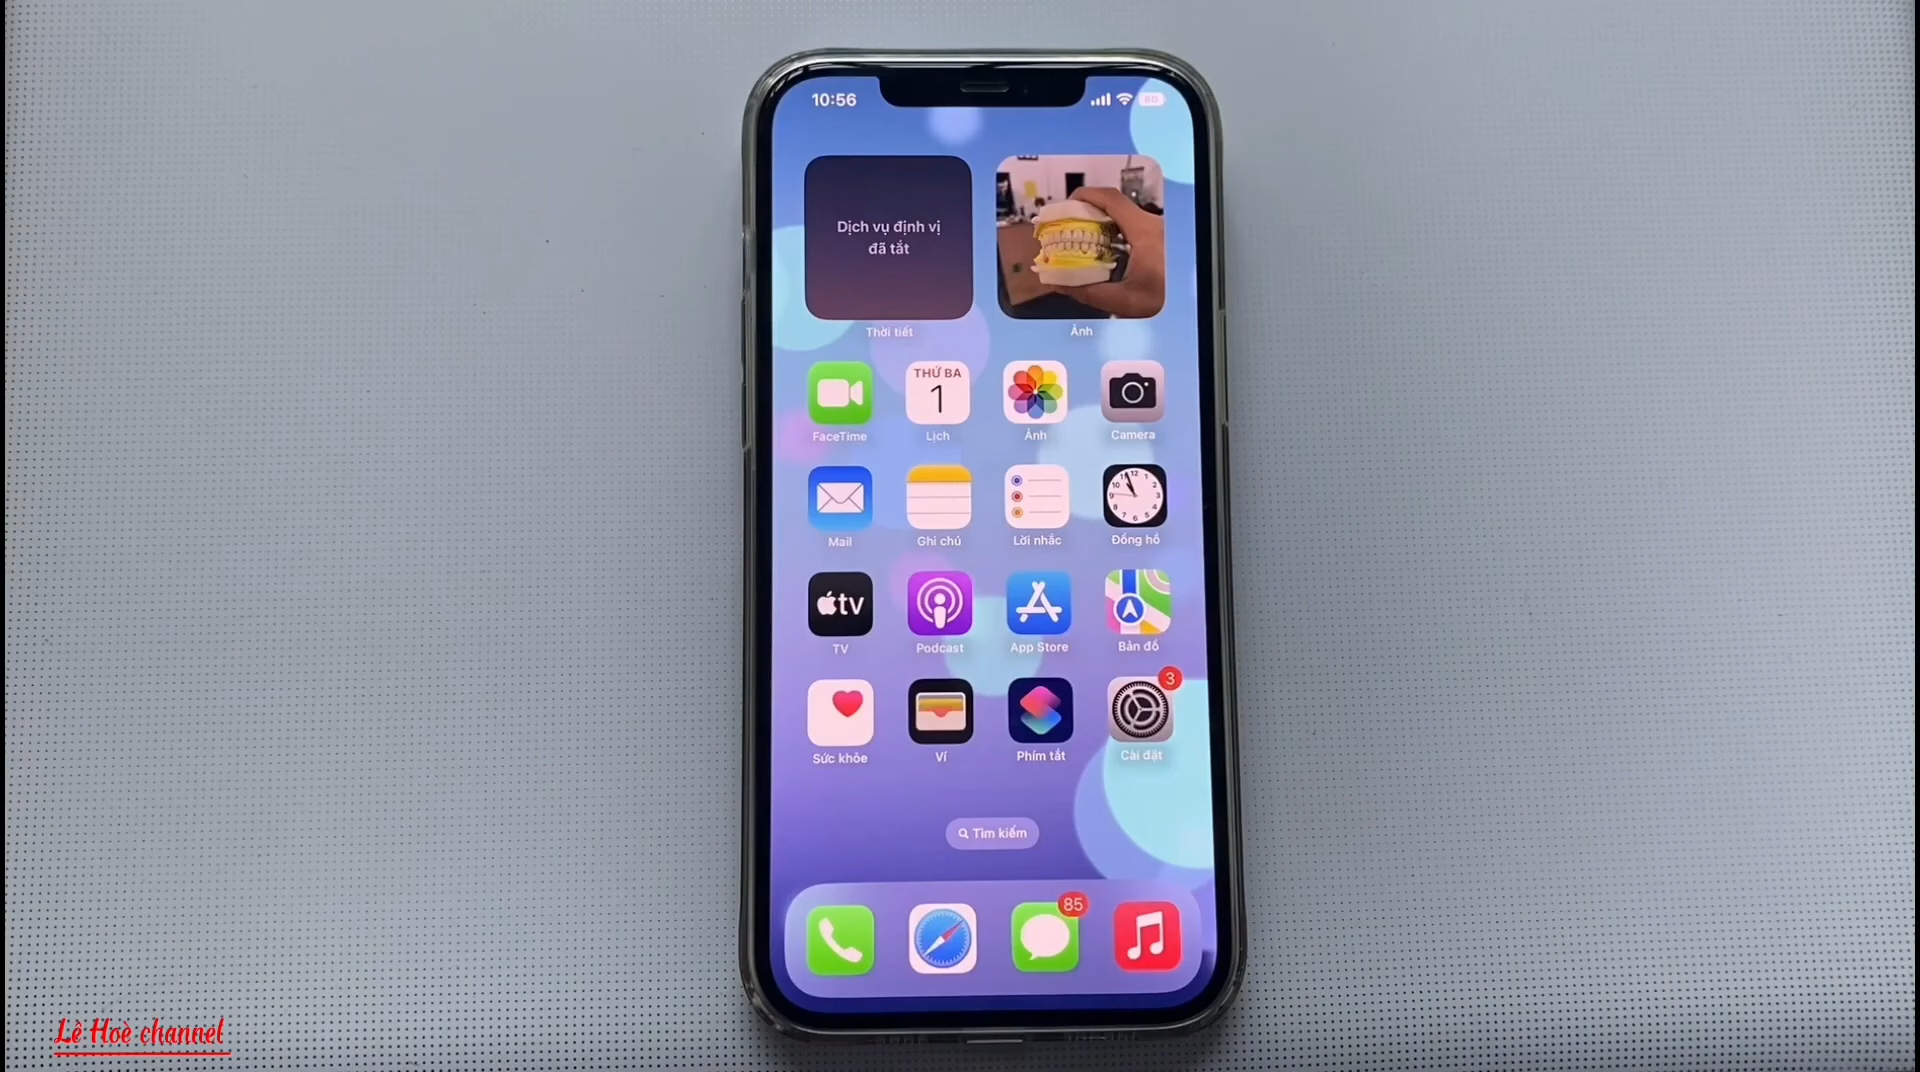 10:56
80
Dịch vụ định vị
đã tắt
Thời tiết
Ảnh
THỨ BA
1
FaceTime
Lịch
Ảnh
Camera
Mail
Ghi chú
Lời nhắc
Đồng hồ
tv
TV
Podcast
App Store
Bản đồ
3
Sức khỏe
Ví
Phím tắt
Cài đặt
Tìm kiếm
85
Lê Hoè channel